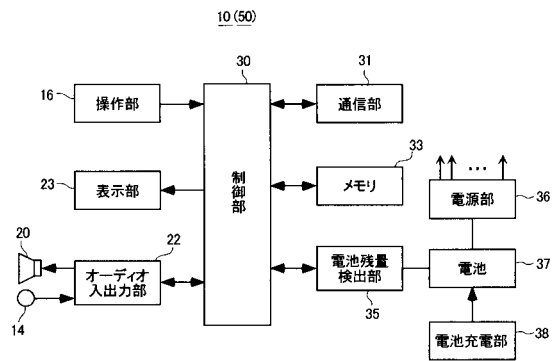 10(50)
30
31
16
操作部
通信部
33
23
表示部
制御部
メモリ
電源部
36
20
22
オーディオ
入出力部
電池残量
検出部
電池
37
14
35
電池充電部
38